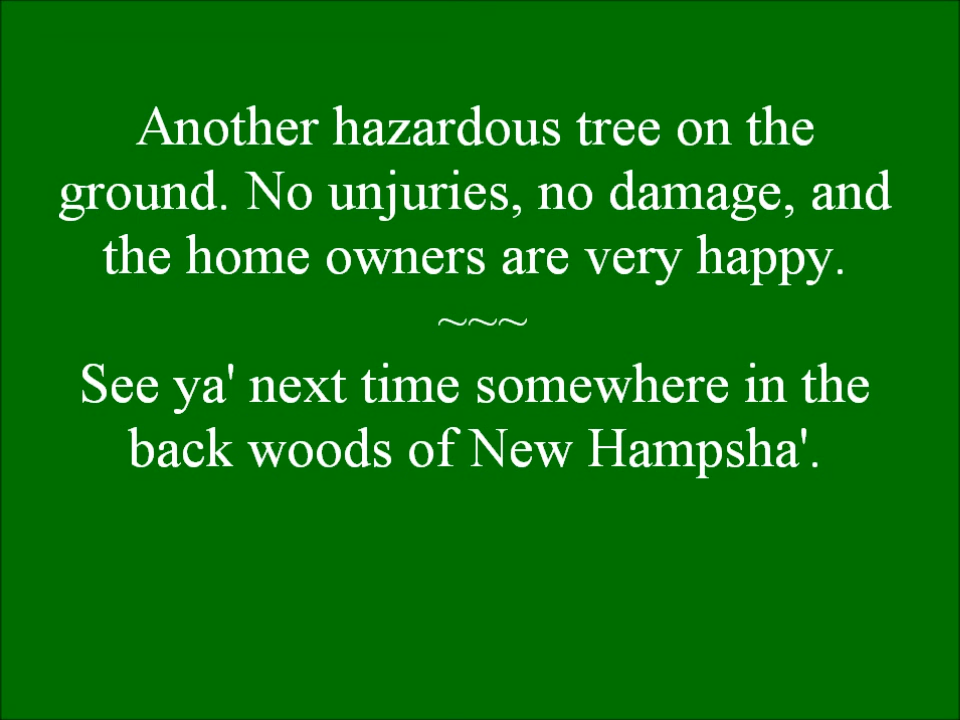 Another hazardous tree on the
ground. No unjuries, no damage, and
the home owners are very happy.
~~~
See ya' next time somewhere in the
back woods of New Hampsha'.